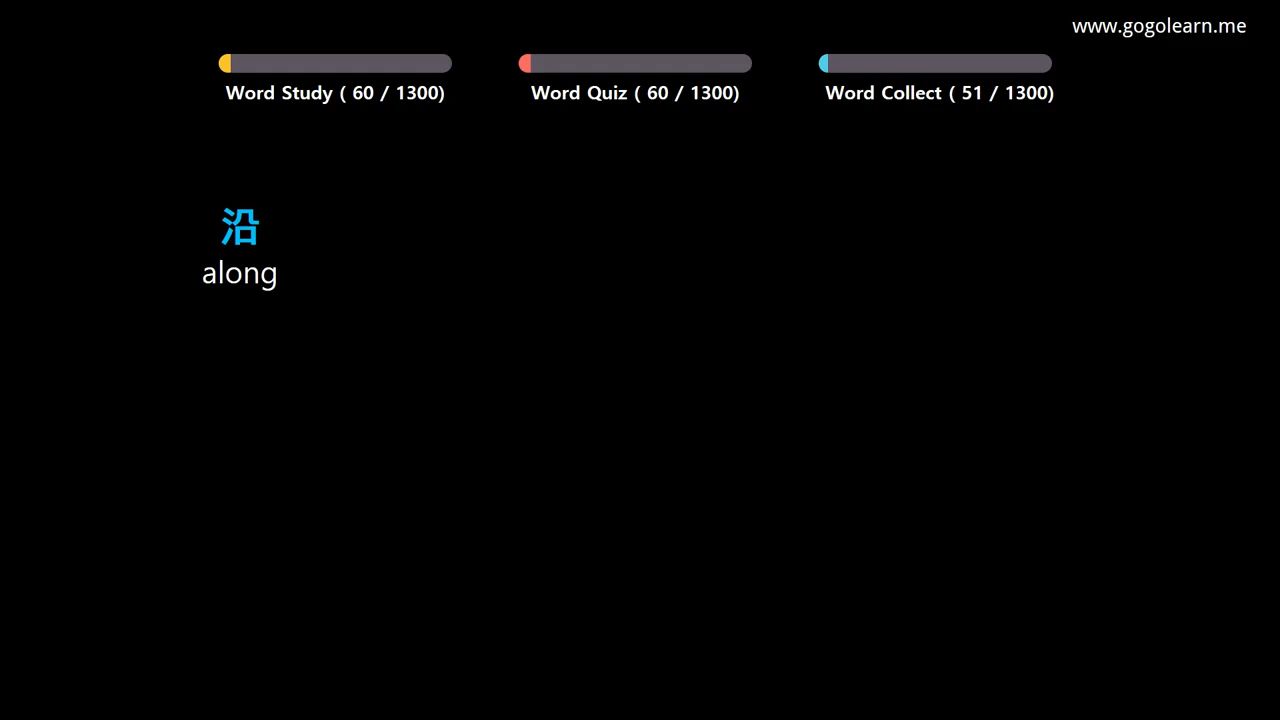 www.gogolearn.me
Word Study ( 60 / 1300)
Word Quiz ( 60 / 1300)
Word Collect ( 51 / 1300)
沿
along